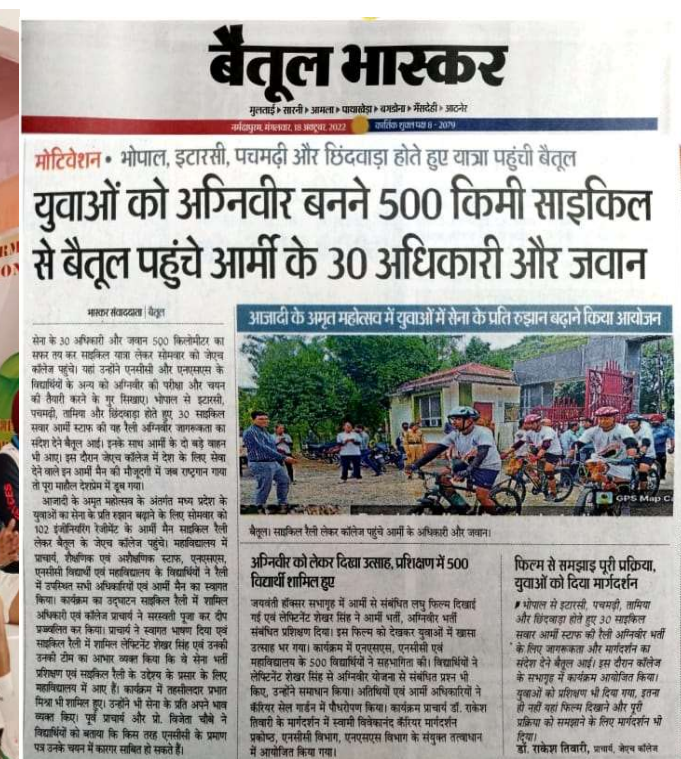 बैतूल भास्कर
मुलताई • सारनी • आमला • पाथाखेड़ा • बगडोना • भैंसदेही • आठनेर
नर्मदापुरम, मंगलवार, 18 अक्टूबर, 2022
कार्तिक कृष्ण पक्ष 8 - 2079
मोटिवेशन • भोपाल, इटारसी, पचमढ़ी और छिंदवाड़ा होते हुए यात्रा पहुंची बैतूल
युवाओं को अग्निवीर बनने 500 किमी साइकिल
से बैतूल पहुंचे आर्मी के 30 अधिकारी और जवान
भास्कर संवाददाता | बैतूल
सेना के 30 अधिकारी और जवान 500 किलोमीटर का
सफर तय कर साइकिल यात्रा लेकर सोमवार को जेएच
कॉलेज पहुंचे। यहां उन्होंने एनसीसी और एनएसएस के
विद्यार्थियों के अन्य को अग्निवीर की परीक्षा और चयन
की तैयारी करने के गुर सिखाए। भोपाल से इटारसी,
पचमढ़ी, तामिया और छिंदवाड़ा होते हुए 30 साइकिल
सवार आर्मी स्टाफ की यह रैली अग्निवीर जागरूकता का
संदेश देने बैतूल आई। इनके साथ आर्मी के दो बड़े वाहन
भी आए। इस दौरान जेएच कॉलेज में देश के लिए सेवा
देने वाले इन आर्मी मैन की मौजूदगी में जब राष्ट्रगान गाया
तो पूरा माहौल देशप्रेम में डूब गया।
आजादी के अमृत महोत्सव के अंतर्गत मध्य प्रदेश के
युवाओं का सेना के प्रति रुझान बढ़ाने के लिए सोमवार को
102 इंजीनियरिंग रेजीमेंट के आर्मी मैन साइकिल रैली
लेकर बैतूल के जेएच कॉलेज पहुंचे। महाविद्यालय में
प्राचार्य, शैक्षणिक एवं अशैक्षणिक स्टाफ, एनएसएस,
एनसीसी विद्यार्थी एवं महाविद्यालय के विद्यार्थियों ने रैली
में उपस्थित सभी अधिकारियों एवं आर्मी मैन का स्वागत
किया। कार्यक्रम का उद्घाटन साइकिल रैली में शामिल
अधिकारी एवं कॉलेज प्राचार्य ने सरस्वती पूजा कर दीप
प्रज्वलित कर किया। प्राचार्य ने स्वागत भाषण दिया एवं
साइकिल रैली में शामिल लेफ्टिनेंट शेखर सिंह एवं उनकी
उनकी टीम का आभार व्यक्त किया कि वे सेना भर्ती
प्रशिक्षण एवं साइकिल रैली के उद्देश्य के प्रसार के लिए
महाविद्यालय में आए हैं। कार्यक्रम में तहसीलदार प्रभात
मिश्रा भी शामिल हुए। उन्होंने भी सेना के प्रति अपने भाव
व्यक्त किए। पूर्व प्राचार्य और प्रो. विजेता चौबे ने
विद्यार्थियों को बताया कि किस तरह एनसीसी के प्रमाण
पत्र उनके चयन में कारगर साबित हो सकते हैं।
आजादी के अमृत महोत्सव में युवाओं में सेना के प्रति रुझान बढ़ाने किया आयोजन
GPS Map Ca
बैतूल। साइकिल रैली लेकर कॉलेज पहुंचे आर्मी के अधिकारी और जवान।
अग्निवीर को लेकर दिखा उत्साह, प्रशिक्षण में 500
विद्यार्थी शामिल हुए
जयवंती हॉक्सर सभागृह में आर्मी से संबंधित लघु फिल्म दिखाई
गई एवं लेफ्टिनेंट शेखर सिंह ने आर्मी भर्ती, अग्निवीर भर्ती
संबंधित प्रशिक्षण दिया। इस फिल्म को देखकर युवाओं में खासा
उत्साह भर गया। कार्यक्रम में एनएसएस, एनसीसी एवं
महाविद्यालय के 500 विद्यार्थियों ने सहभागिता की। विद्यार्थियों ने
लेफ्टिनेंट शेखर सिंह से अग्निवीर योजना से संबंधित प्रश्न भी
किए, उन्होंने समाधान किया। अतिथियों एवं आर्मी अधिकारियों ने
कॅरियर सेल गार्डन में पौधरोपण किया। कार्यक्रम प्राचार्य डॉ. राकेश
तिवारी के मार्गदर्शन में स्वामी विवेकानंद कॅरियर मार्गदर्शन
प्रकोष्ठ, एनसीसी विभाग, एनएसएस विभाग के संयुक्त तत्वाधान
में आयोजित किया गया।
फिल्म से समझाइ पूरी प्रक्रिया,
युवाओं को दिया मार्गदर्शन
भोपाल से इटारसी, पचमढ़ी, तामिया
और छिंदवाड़ा होते हुए 30 साइकिल
सवार आर्मी स्टाफ की रैली अग्निवीर भर्ती
के लिए जागरूकता और मार्गदर्शन का
संदेश देने बैतूल आई। इस दौरान कॉलेज
के सभागृह में कार्यक्रम आयोजित किया।
युवाओं को प्रशिक्षण भी दिया गया, इतना
ही नहीं यहां फिल्म दिखाने और पूरी
प्रक्रिया को समझाने के लिए मार्गदर्शन भी
दिया।
डॉ. राकेश तिवारी, प्राचार्य, जेएच कॉलेज